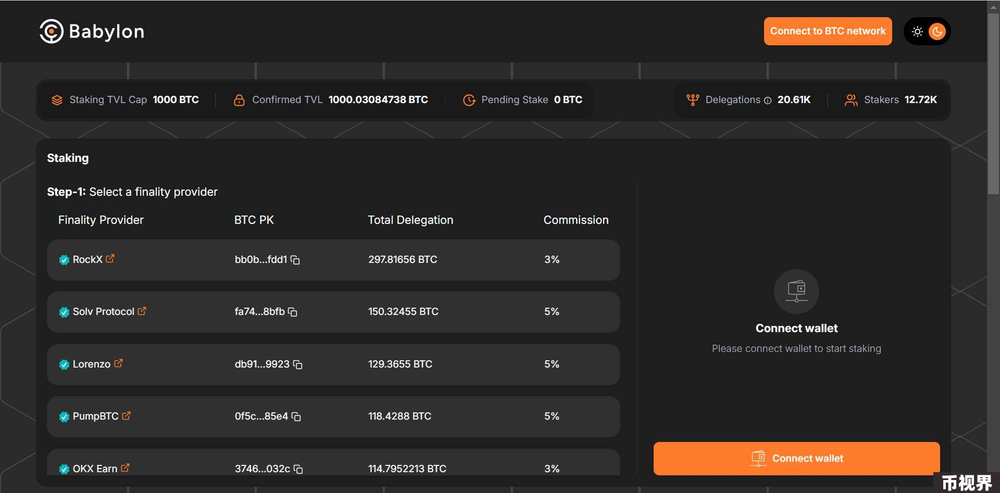 Babylon
Connect to BTC network
Staking TVL Cap 1000 BTC
Confirmed TVL 1000.03084738 BTC
Pending Stake 0 BTC
Delegations 20.61K
Stakers 12.72K
Staking
Step-1: Select a finality provider
Finality Provider BTC PK Total Delegation Commission
RockX bb0b...fdd1 297.81656 BTC 3%
Solv Protocol fa74...8bfb 150.32455 BTC 5%
Lorenzo db91...9923 129.3655 BTC 5%
PumpBTC 0f5c...85e4 118.4288 BTC 5%
OKX Earn 3746...032c 114.7952213 BTC 3%
Connect wallet
Please connect wallet to start staking
Connect wallet
币视界